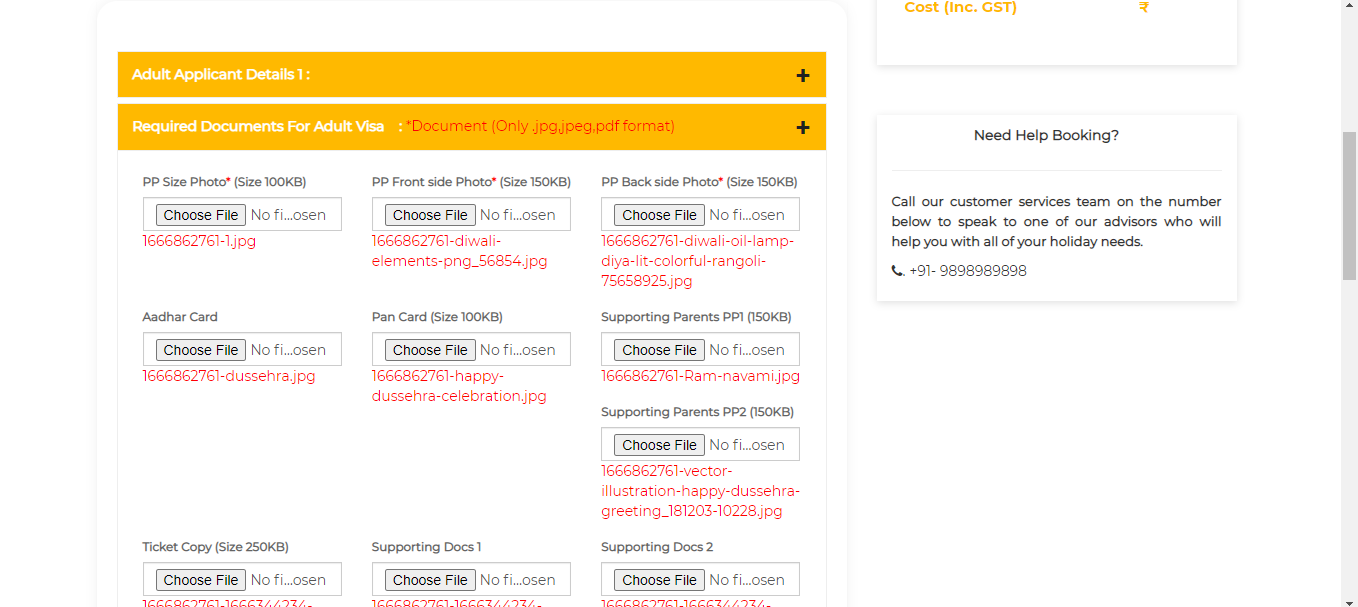 Cost (Inc. GST) ₹
Adult Applicant Details 1 : +
Required Documents For Adult Visa : *Document (Only .jpg,jpeg,pdf format) +
Need Help Booking?
Call our customer services team on the number
below to speak to one of our advisors who will
help you with all of your holiday needs.
+91- 9898989898
PP Size Photo* (Size 100KB)
Choose File No fi...osen
1666862761-1.jpg
PP Front side Photo* (Size 150KB)
Choose File No fi...osen
1666862761-diwali-
elements-png_56854.jpg
PP Back side Photo* (Size 150KB)
Choose File No fi...osen
1666862761-diwali-oil-lamp-
diya-lit-colorful-rangoli-
75658925.jpg
Aadhar Card
Choose File No fi...osen
1666862761-dussehra.jpg
Pan Card (Size 100KB)
Choose File No fi...osen
1666862761-happy-
dussehra-celebration.jpg
Supporting Parents PP1 (150KB)
Choose File No fi...osen
1666862761-Ram-navami.jpg
Supporting Parents PP2 (150KB)
Choose File No fi...osen
1666862761-vector-
illustration-happy-dussehra-
greeting_181203-10228.jpg
Ticket Copy (Size 250KB)
Choose File No fi...osen
1666862761-1666344234-
Supporting Docs 1
Choose File No fi...osen
1666862761-1666344234-
Supporting Docs 2
Choose File No fi...osen
1666862761-1666344234-